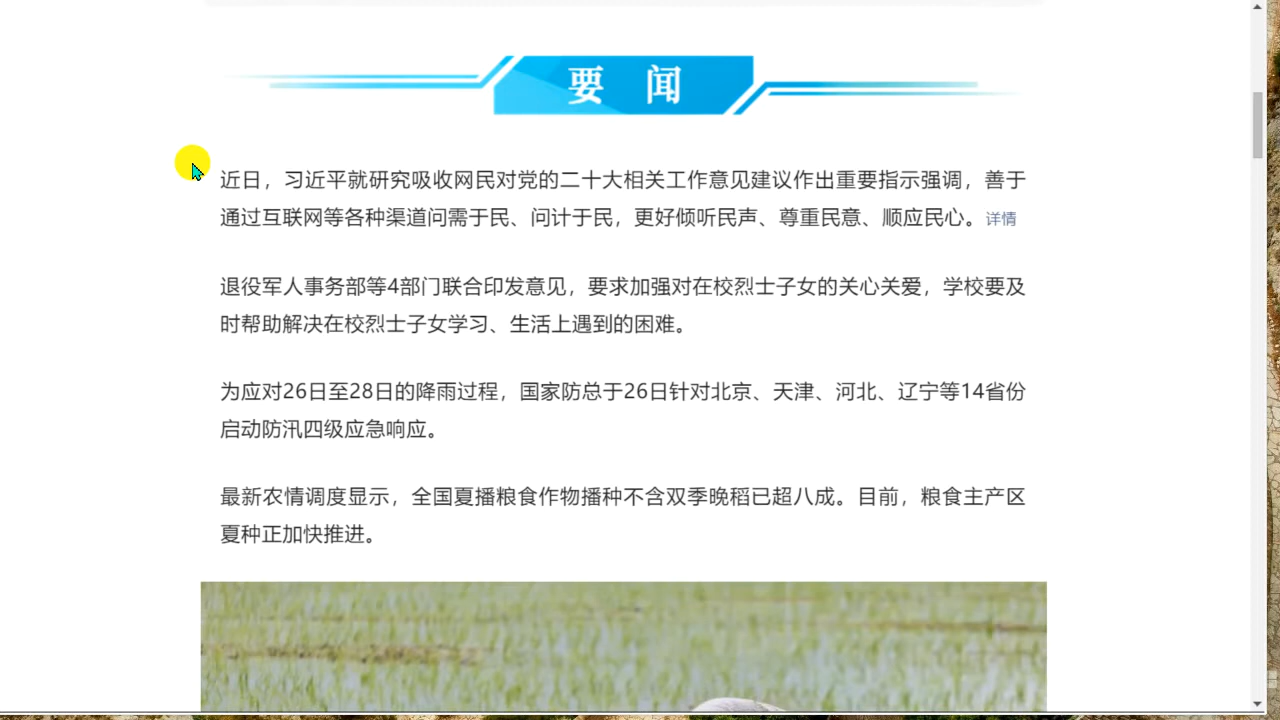 要 闻
近日，习近平就研究吸收网民对党的二十大相关工作意见建议作出重要指示强调，善于
通过互联网等各种渠道问需于民、问计于民，更好倾听民声、尊重民意、顺应民心。详情
退役军人事务部等4部门联合印发意见，要求加强对在校烈士子女的关心关爱，学校要及
时帮助解决在校烈士子女学习、生活上遇到的困难。
为应对26日至28日的降雨过程，国家防总于26日针对北京、天津、河北、辽宁等14省份
启动防汛四级应急响应。
最新农情调度显示，全国夏播粮食作物播种不含双季晚稻已超八成。目前，粮食主产区
夏种正加快推进。